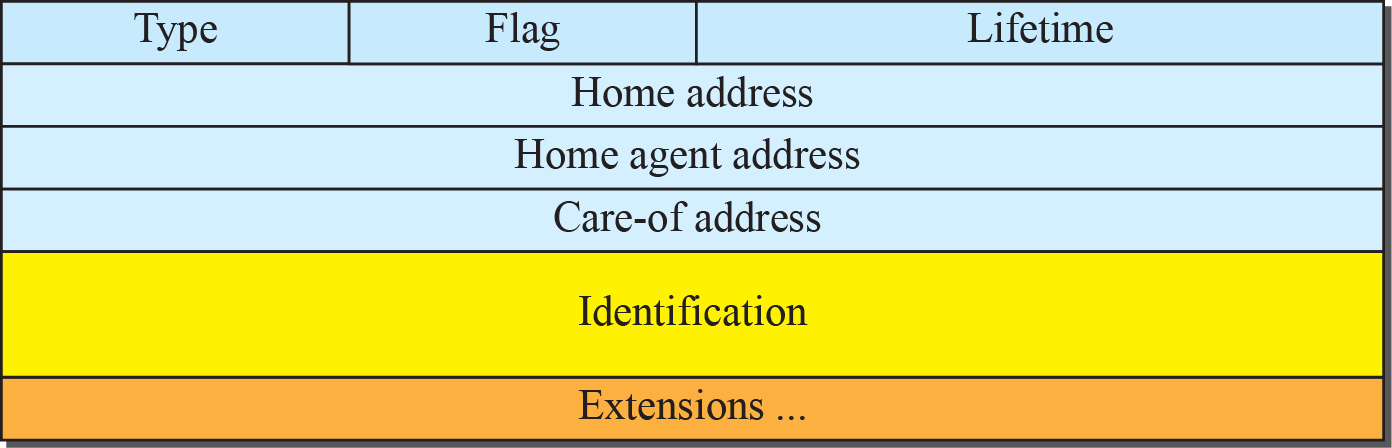 Type Flag Lifetime
Home address
Home agent address
Care-of address
Identification
Extensions ...